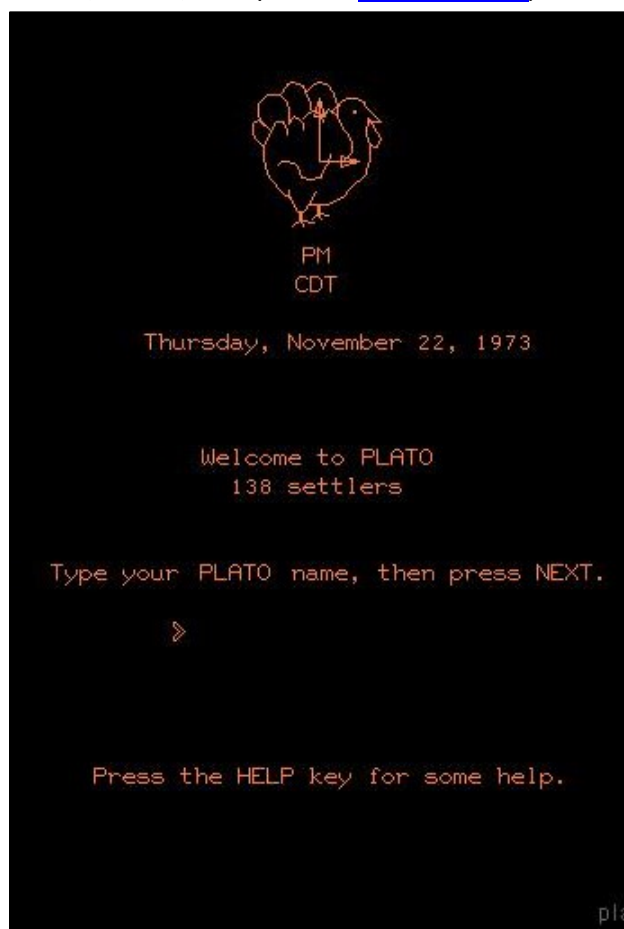 PM
CDT
Thursday, November 22, 1973
Welcome to PLATO
138 settlers
Type your PLATO name, then press NEXT.
>
Press the HELP key for some help.
pla